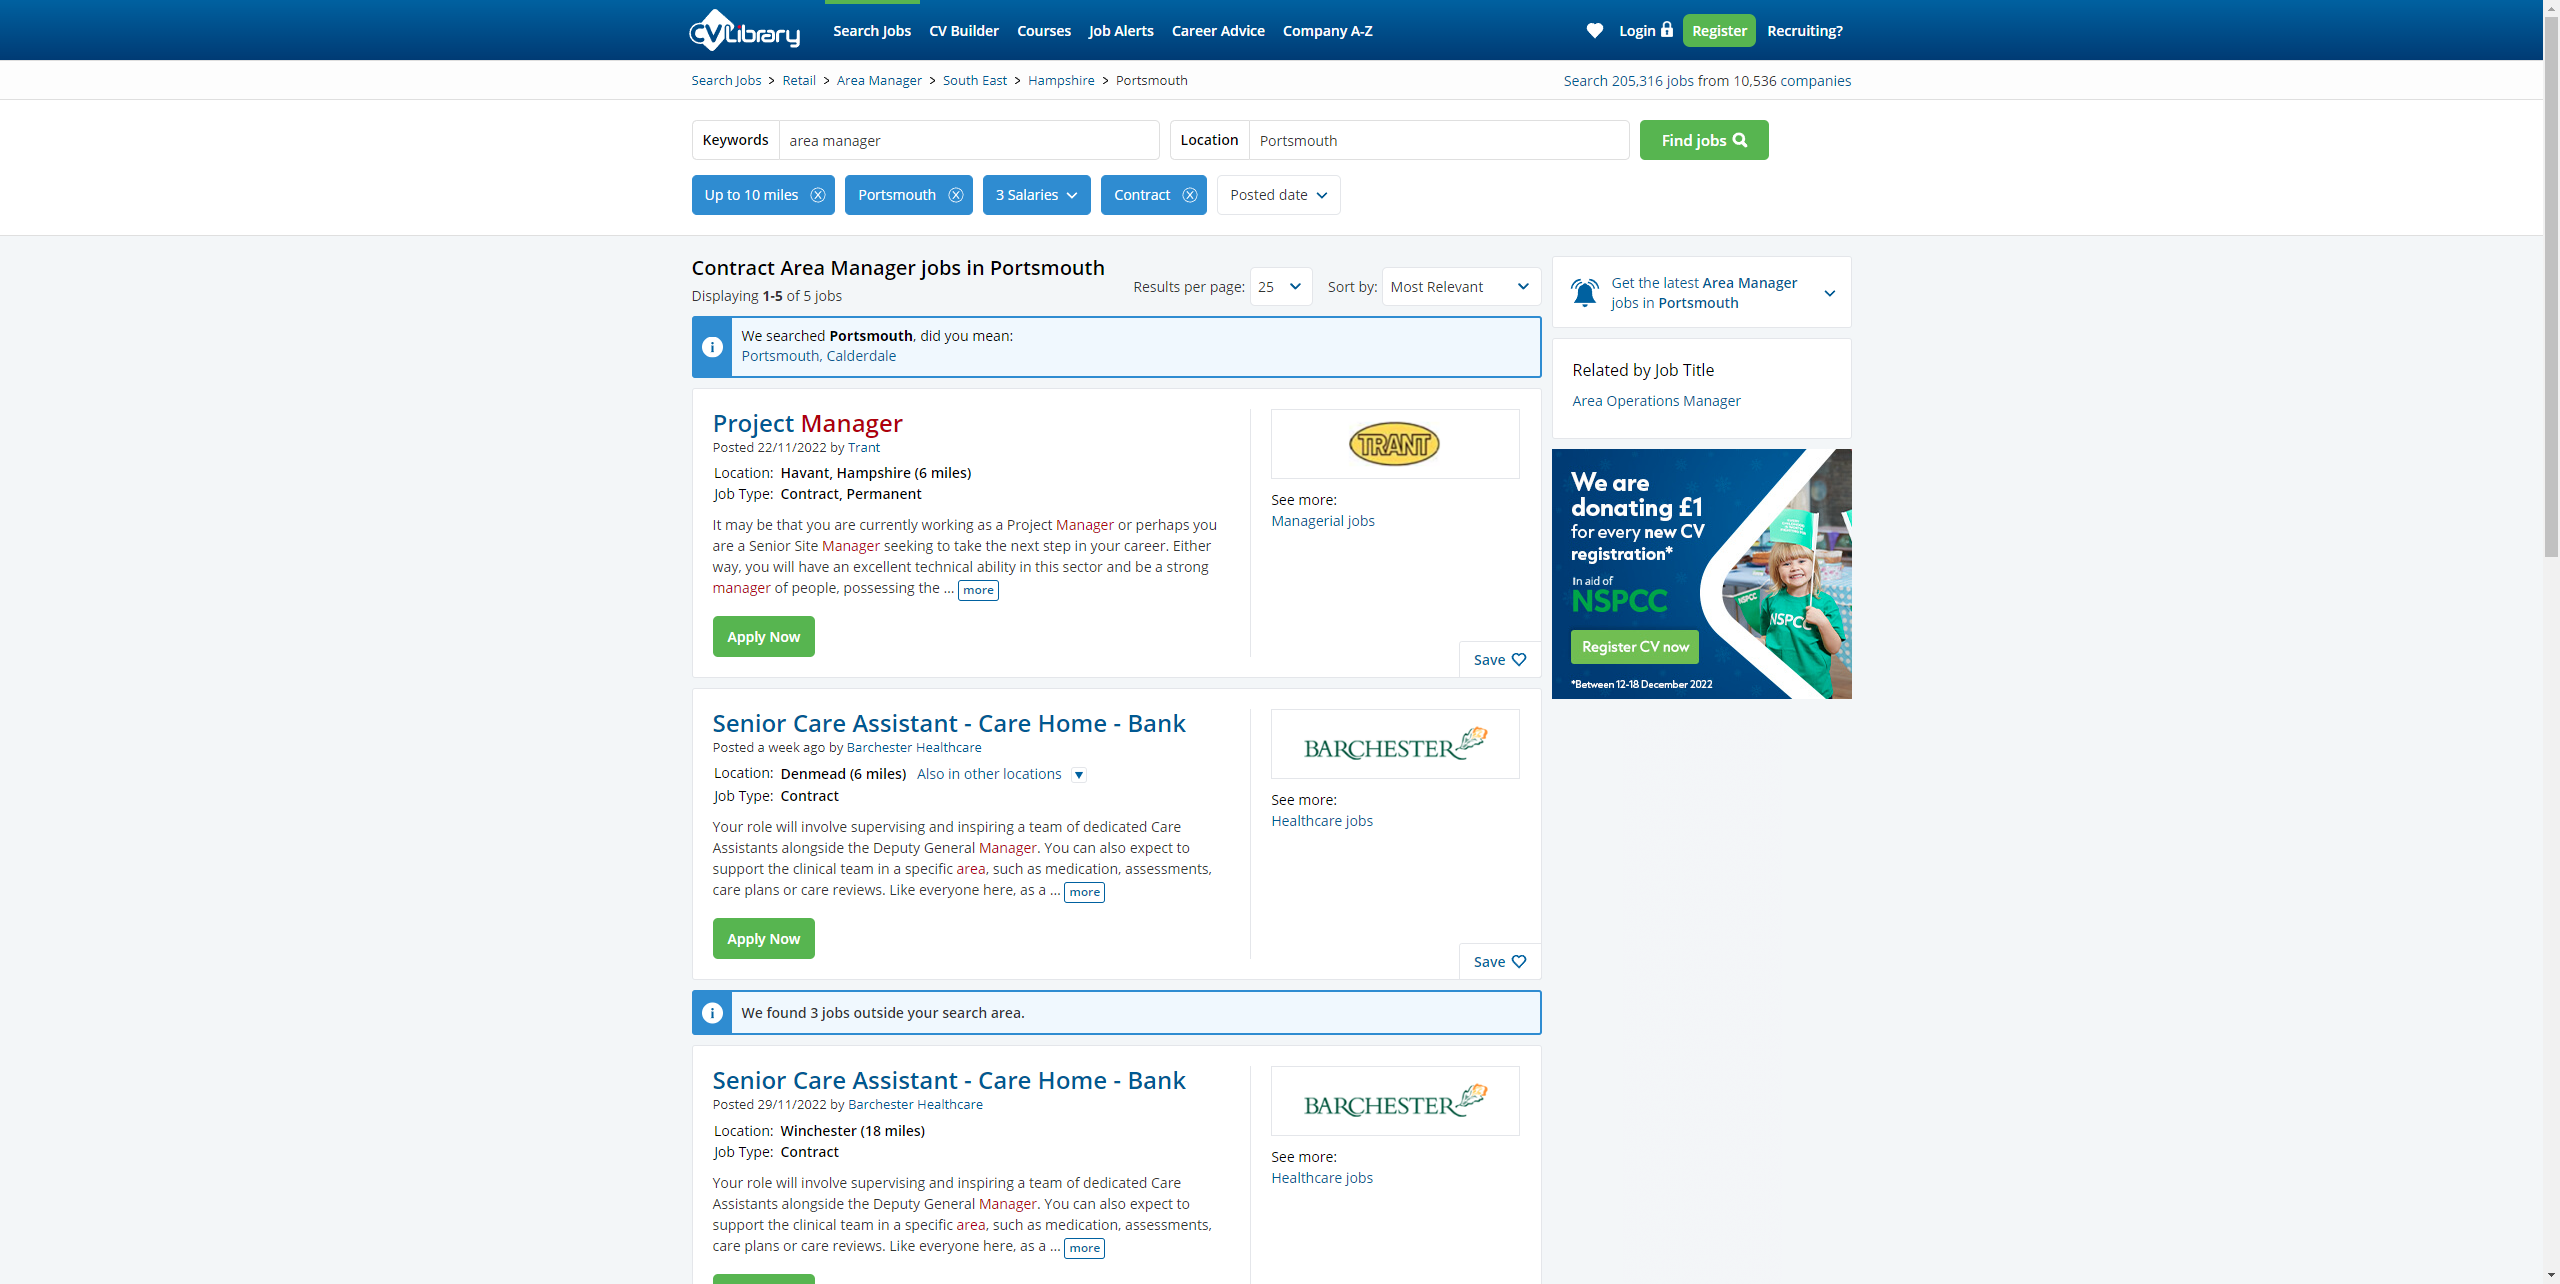 CV Library
Search Jobs CV Builder Courses Job Alerts Career Advice Company A-Z Login Register Recruiting?
Search Jobs > Retail > Area Manager > South East > Hampshire > Portsmouth
Search 205,316 jobs from 10,536 companies
Keywords area manager Location Portsmouth Find jobs
Up to 10 miles Portsmouth 3 Salaries Contract Posted date
Contract Area Manager jobs in Portsmouth
Displaying 1-5 of 5 jobs
Results per page: 25 Sort by: Most Relevant
We searched Portsmouth, did you mean:
Portsmouth, Calderdale
Project Manager
Posted 22/11/2022 by Trant
Location: Havant, Hampshire (6 miles)
Job Type: Contract, Permanent
It may be that you are currently working as a Project Manager or perhaps you
are a Senior Site Manager seeking to take the next step in your career. Either
way, you will have an excellent technical ability in this sector and be a strong
manager of people, possessing the ... more
Apply Now
TRANT
See more:
Managerial jobs
Save
Senior Care Assistant - Care Home - Bank
Posted a week ago by Barchester Healthcare
Location: Denmead (6 miles) Also in other locations
Job Type: Contract
Your role will involve supervising and inspiring a team of dedicated Care
Assistants alongside the Deputy General Manager. You can also expect to
support the clinical team in a specific area, such as medication, assessments,
care plans or care reviews. Like everyone here, as a ... more
Apply Now
BARCHESTER
See more:
Healthcare jobs
Save
We found 3 jobs outside your search area.
Senior Care Assistant - Care Home - Bank
Posted 29/11/2022 by Barchester Healthcare
Location: Winchester (18 miles)
Job Type: Contract
Your role will involve supervising and inspiring a team of dedicated Care
Assistants alongside the Deputy General Manager. You can also expect to
support the clinical team in a specific area, such as medication, assessments,
care plans or care reviews. Like everyone here, as a ... more
BARCHESTER
See more:
Healthcare jobs
Get the latest Area Manager
jobs in Portsmouth
Related by Job Title
Area Operations Manager
We are
donating £1
for every new CV
registration*
In aid of
NSPCC
Register CV now
*Between 12-18 December 2022
NSPCC
NSPCC